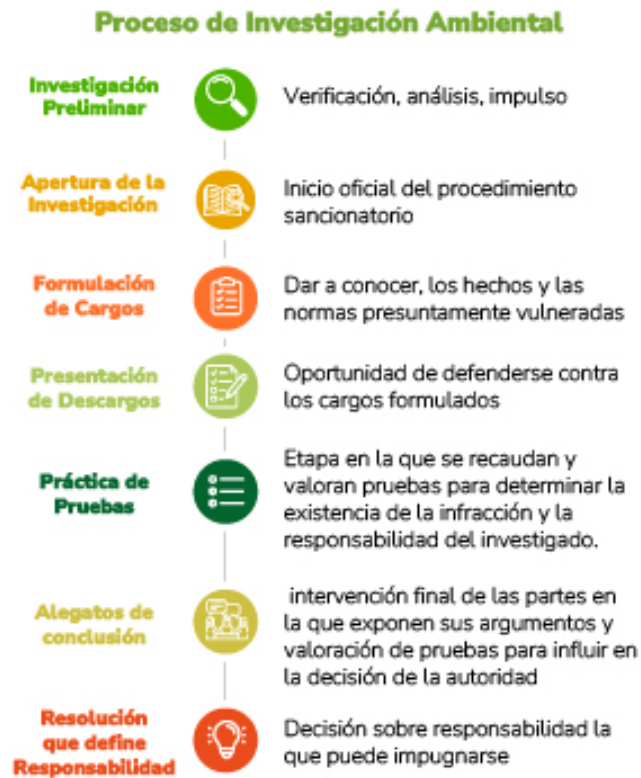 Proceso de Investigación Ambiental
Investigación
Preliminar
Verificación, análisis, impulso
Apertura de la
Investigación
Inicio oficial del procedimiento
sancionatorio
Formulación
de Cargos
Dar a conocer, los hechos y las
normas presuntamente vulneradas
Presentación
de Descargos
Oportunidad de defenderse contra
los cargos formulados
Práctica de
Pruebas
Etapa en la que se recaudan y
valoran pruebas para determinar la
existencia de la infracción y la
responsabilidad del investigado.
Alegatos de
conclusión
intervención final de las partes en
la que exponen sus argumentos y
valoración de pruebas para influir en
la decisión de la autoridad
Resolución
que define
Responsabilidad
Decisión sobre responsabilidad la
que puede impugnarse